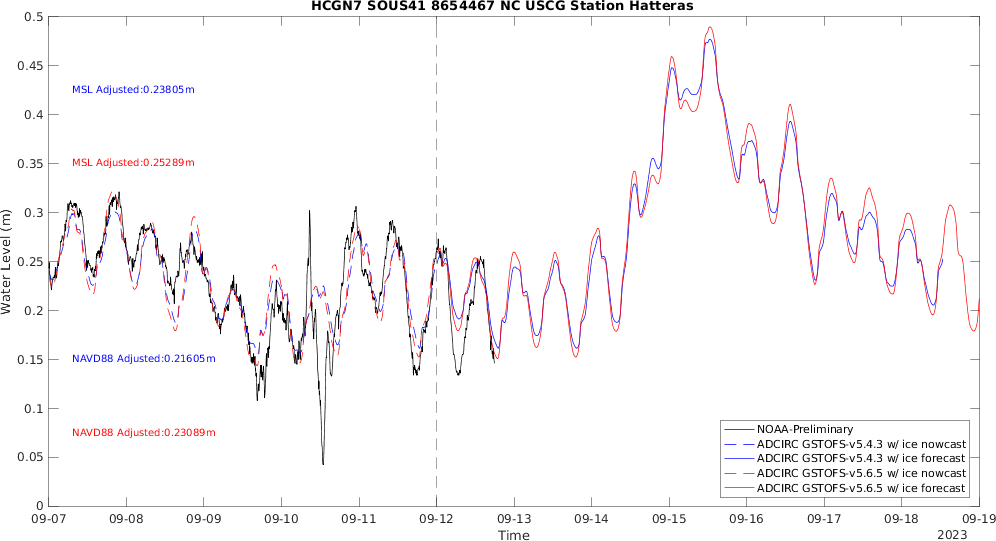 HCGN7 SOUS41 8654467 NC USCG Station Hatteras
Water Level (m)
0.5
0.45
0.4
0.35
0.3
0.25
0.2
0.15
0.1
0.05
0
MSL Adjusted:0.23805m
MSL Adjusted:0.25289m
NAVD88 Adjusted:0.21605m
NAVD88 Adjusted:0.23089m
NOAA-Preliminary
ADCIRC GSTOFS-v5.4.3 w/ ice nowcast
ADCIRC GSTOFS-v5.4.3 w/ ice forecast
ADCIRC GSTOFS-v5.6.5 w/ ice nowcast
ADCIRC GSTOFS-v5.6.5 w/ ice forecast
09-07 09-08 09-09 09-10 09-11 09-12 09-13 09-14 09-15 09-16 09-17 09-18 09-19
Time
2023